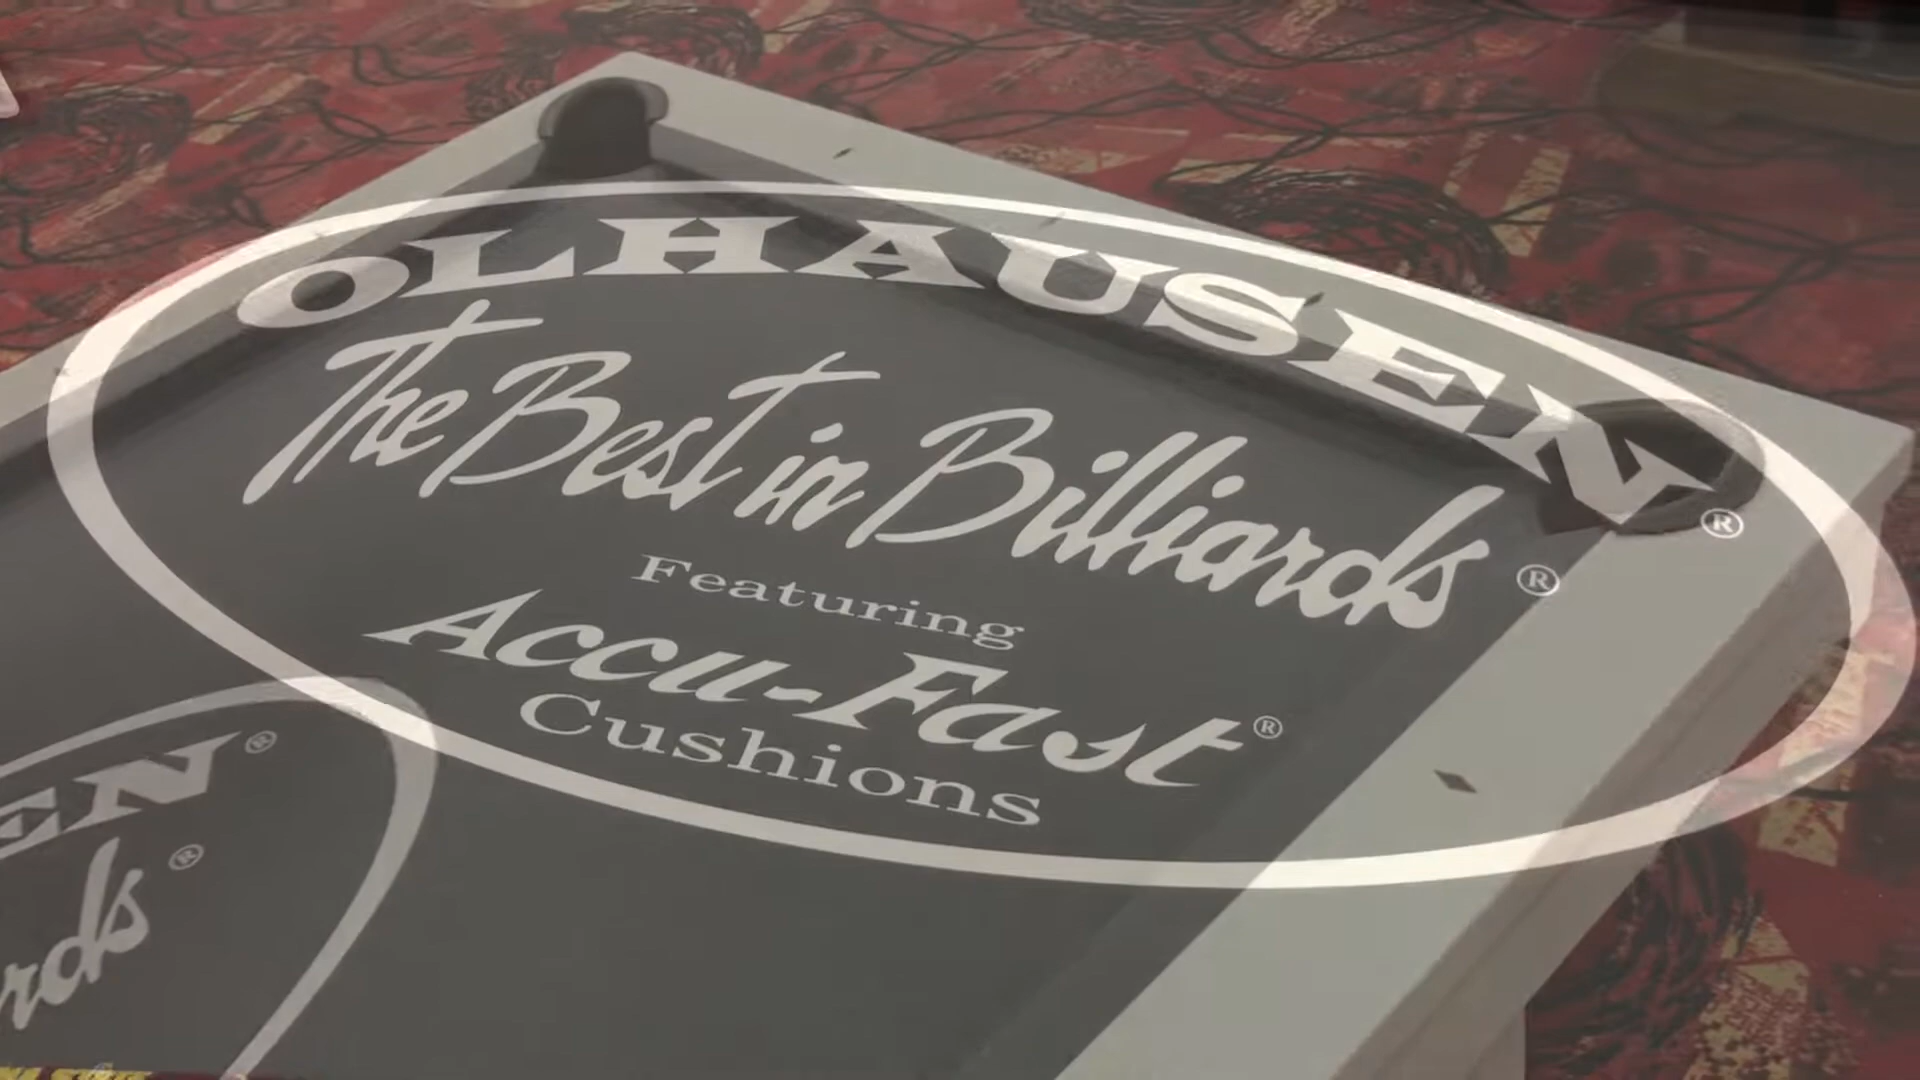 OLHAUSEN®
The Best in Billiards®
Featuring
Accu-Fast®
Cushions
EN®
rds®